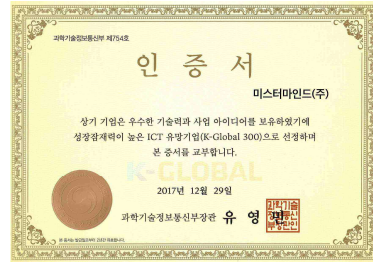 과학기술정보통신부 제754호
인 증 서
미스터마인드(주)
상기 기업은 우수한 기술력과 사업 아이디어를 보유하였기에
성장잠재력이 높은 ICT 유망기업(K-Global 300)으로 선정하며
본 증서를 교부합니다.
K-GLOBAL
2017년 12월 29일
과학기술정보통신부장관 유 영 민